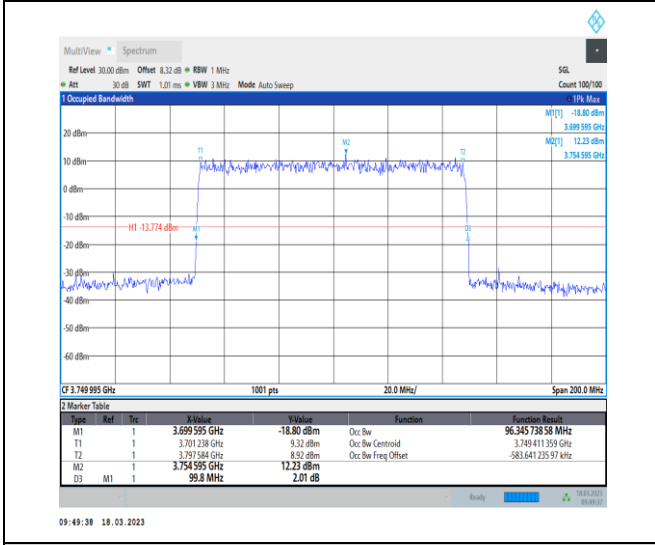 MultiView Spectrum
Ref Level 30.00 dBm Offset 8.32 dB RBW 1 MHz SGL
Att 30 dB SWT 1.01 ms VBW 3 MHz Mode Auto Sweep Count 100/100
1 Occupied Bandwidth 1Pk Max
M1[1] -18.80 dBm
3.699 595 GHz
M2[1] 12.23 dBm
3.754 595 GHz
20 dBm
M2
T1
T2
10 dBm
0 dBm
-10 dBm
H1 -13.774 dBm
M1
D3
-20 dBm
-30 dBm
-40 dBm
-50 dBm
-60 dBm
CF 3.749 995 GHz 1001 pts 20.0 MHz/ Span 200.0 MHz
2 Marker Table
Type Ref Trc X-Value Y-Value Function Function Result
M1 1 3.699 595 GHz -18.80 dBm Occ Bw 96.345 738 58 MHz
T1 1 3.701 238 GHz 9.32 dBm Occ Bw Centroid 3.749 411 359 GHz
T2 1 3.797 584 GHz 8.92 dBm Occ Bw Freq Offset -583.641 235 97 kHz
M2 1 3.754 595 GHz 12.23 dBm
D3 M1 1 99.8 MHz 2.01 dB
Ready 18.03.2023
09:49:37
09:49:38 18.03.2023